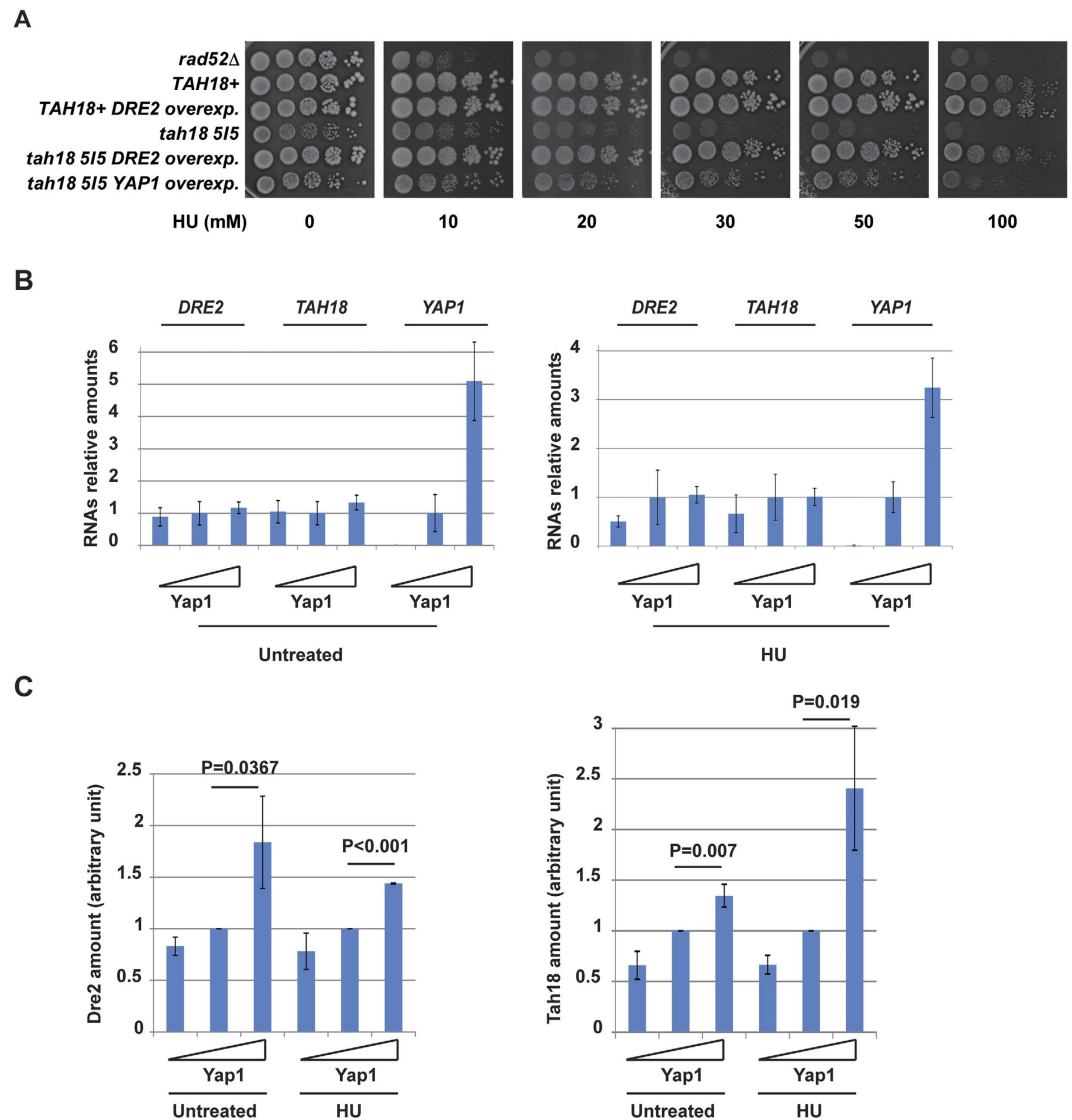 A
rad52Δ
TAH18+
TAH18+ DRE2 overexp.
tah18 5I5
tah18 5I5 DRE2 overexp.
tah18 5I5 YAP1 overexp.
HU (mM) 0 10 20 30 50 100
B
DRE2 TAH18 YAP1
RNAs relative amounts
6
5
4
3
2
1
0
Yap1 Yap1 Yap1
Untreated
DRE2 TAH18 YAP1
RNAs relative amounts
4
3
2
1
0
Yap1 Yap1 Yap1
HU
C
Dre2 amount (arbitrary unit)
2.5
2
1.5
1
0.5
0
P=0.0367
P<0.001
Yap1 Yap1
Untreated HU
Tah18 amount (arbitrary unit)
3
2.5
2
1.5
1
0.5
0
P=0.019
P=0.007
Yap1 Yap1
Untreated HU